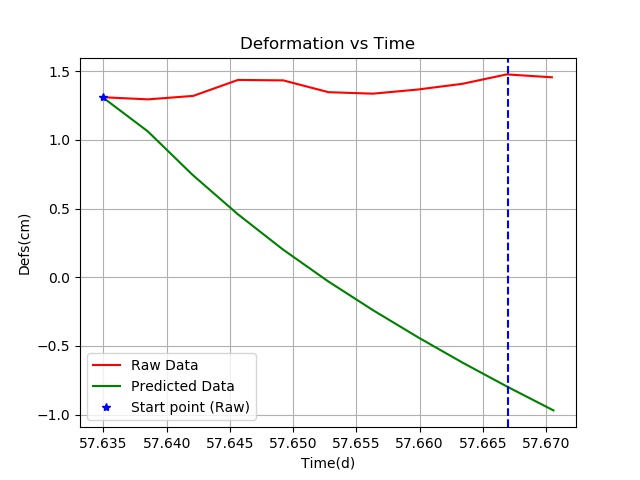 Deformation vs Time
Defs(cm)
1.5
1.0
0.5
0.0
−0.5
−1.0
Raw Data
Predicted Data
Start point (Raw)
57.635 57.640 57.645 57.650 57.655 57.660 57.665 57.670
Time(d)